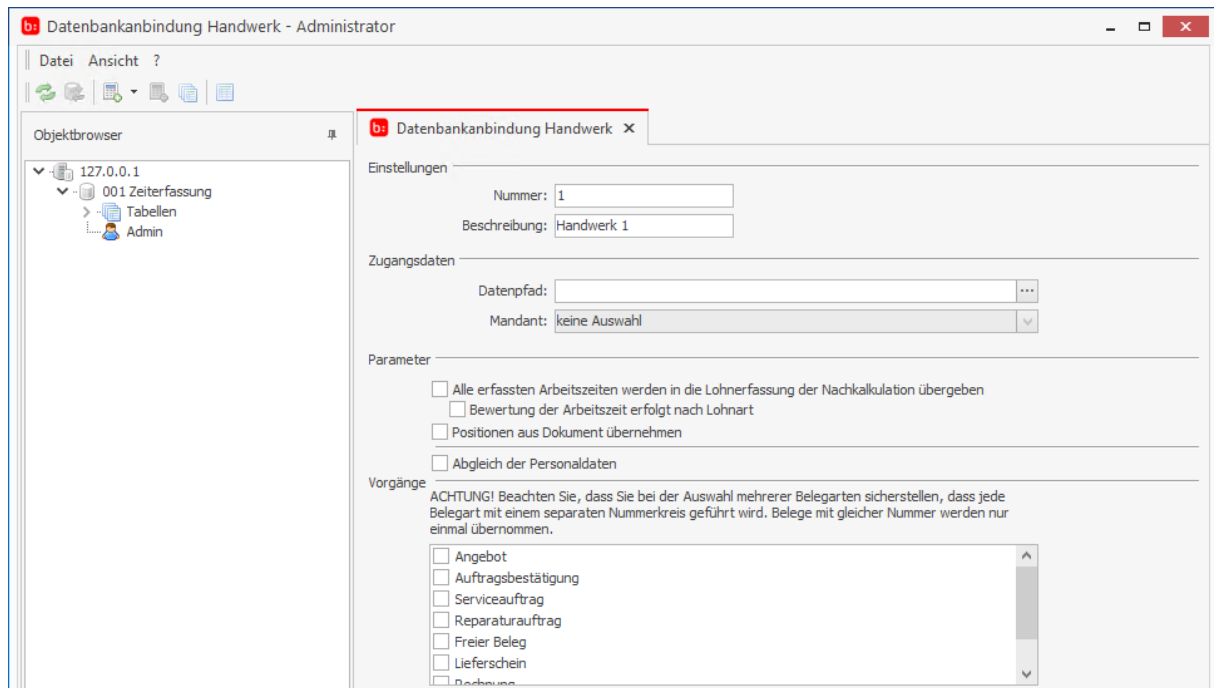 b: Datenbankanbindung Handwerk - Administrator
Datei Ansicht ?
Objektbrowser
127.0.0.1
001 Zeiterfassung
Tabellen
Admin
b: Datenbankanbindung Handwerk
Einstellungen
Nummer: 1
Beschreibung: Handwerk 1
Zugangsdaten
Datenpfad:
Mandant: keine Auswahl
Parameter
Alle erfassten Arbeitszeiten werden in die Lohnerfassung der Nachkalkulation übergeben
Bewertung der Arbeitszeit erfolgt nach Lohnart
Positionen aus Dokument übernehmen
Abgleich der Personaldaten
Vorgänge
ACHTUNG! Beachten Sie, dass Sie bei der Auswahl mehrerer Belegarten sicherstellen, dass jede
Belegart mit einem separaten Nummerkreis geführt wird. Belege mit gleicher Nummer werden nur
einmal übernommen.
Angebot
Auftragsbestätigung
Serviceauftrag
Reparaturauftrag
Freier Beleg
Lieferschein
Rechnung